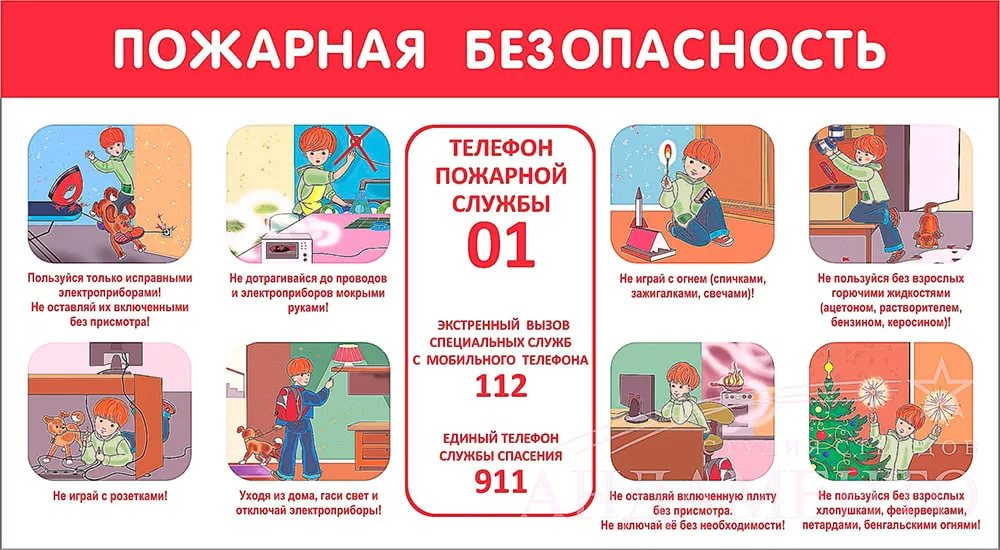 ПОЖАРНАЯ БЕЗОПАСНОСТЬ
Пользуйся только исправными
электроприборами!
Не оставляй их включенными
без присмотра!
Не дотрагивайся до проводов
и электроприборов мокрыми
руками!
ТЕЛЕФОН
ПОЖАРНОЙ
СЛУЖБЫ
01
ЭКСТРЕННЫЙ ВЫЗОВ
СПЕЦИАЛЬНЫХ СЛУЖБ
С МОБИЛЬНОГО ТЕЛЕФОНА
112
ЕДИНЫЙ ТЕЛЕФОН
СЛУЖБЫ СПАСЕНИЯ
911
Не играй с огнем (спичками,
зажигалками, свечами)!
Не пользуйся без взрослых
горючими жидкостями
(ацетоном, растворителем,
бензином, керосином)!
Не играй с розетками!
Уходя из дома, гаси свет и
отключай электроприборы!
Не оставляй включенную плиту
без присмотра.
Не включай её без необходимости!
Не пользуйся без взрослых
хлопушками, фейерверками,
петардами, бенгальскими огнями!
СТУДИЯ СТЕНДОВ
АНДАМЕНТО